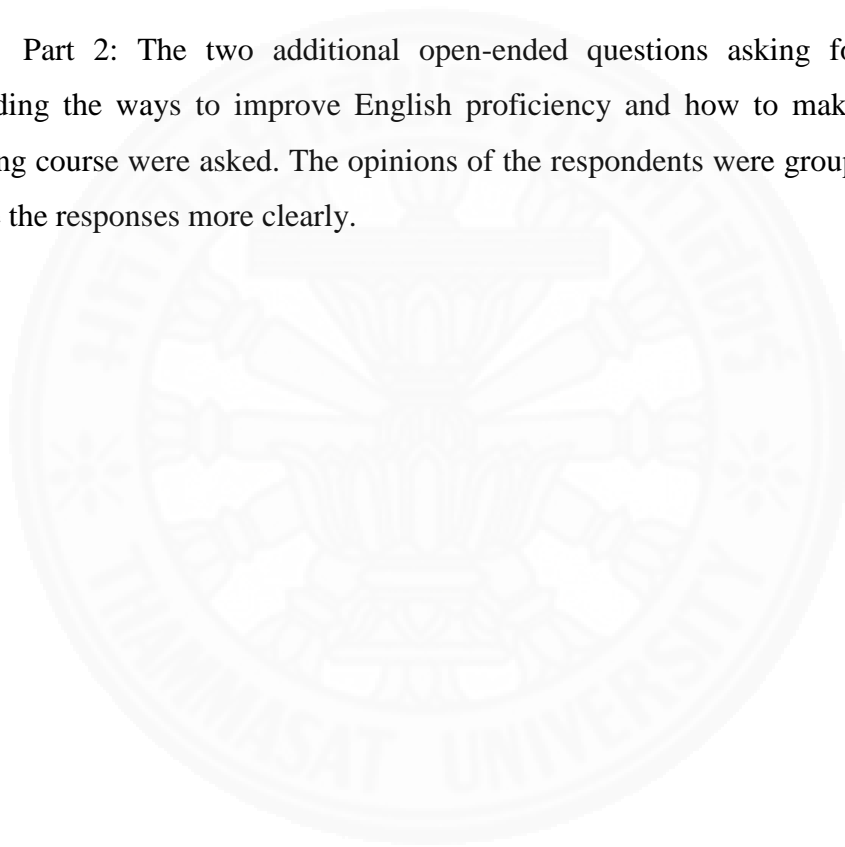 Part 2: The two additional open-ended questions asking fo
ding the ways to improve English proficiency and how to mak
ng course were asked. The opinions of the respondents were group
the responses more clearly.
THAMMASAT UNIVERSITY